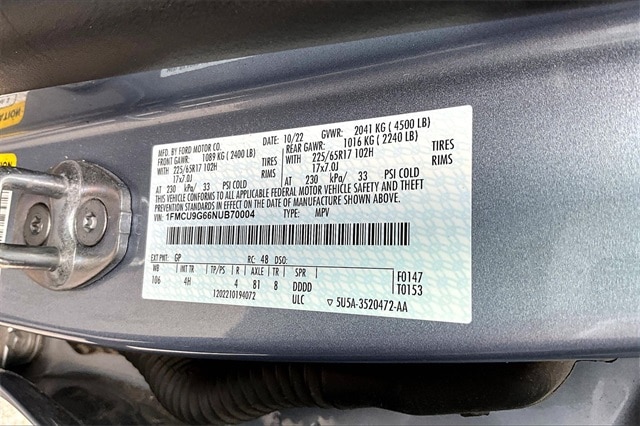 MFD. BY FORD MOTOR CO. 10/22 GVWR: 2041 KG ( 4500 LB)
FRONT GAWR: 1089 KG ( 2400 LB) REAR GAWR: 1016 KG ( 2240 LB)
WITH 225/65R17 102H TIRES WITH 225/65R17 102H TIRES
17x7.0J RIMS 17x7.0J RIMS
AT 230 kPa/ 33 PSI COLD AT 230 kPa/ 33 PSI COLD
THIS VEHICLE CONFORMS TO ALL APPLICABLE FEDERAL MOTOR VEHICLE SAFETY AND BUMPER
THEFT PREVENTION STANDARDS IN EFFECT ON THE DATE OF MANUFACTURE SHOWN ABOVE.
VIN: 1FMCU9G66NUB70004 TYPE: MPV
EXT PNT: GP RC: 48 DSO: F0147
WB INT TR TP/PS R AXLE TR SPR T0153
106 4H 4 81 8 DDDD
1202210194072 ULC 5U5A-3520472-AA